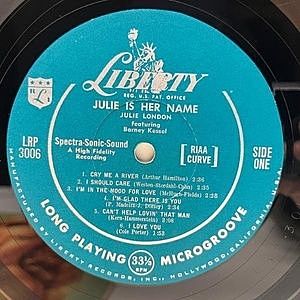 LIBERTY
REG. U.S. PAT. OFFICE
JULIE IS HER NAME
JULIE LONDON
Featuring
Barney Kessel
LRP
3006
Spectra-Sonic-Sound
A High Fidelity
Recording
RIAA
CURVE
SIDE
ONE
1. CRY ME A RIVER (Arthur Hamilton) 2:35
2. I SHOULD CARE (Weston-Stordahl-Cahn)
3. I'M IN THE MOOD FOR LOVE (McHugh-Fields)
4. I'M GLAD THERE IS YOU
(P. Madeira-J. Dorsey)
5. CAN'T HELP LOVIN' THAT MAN
(Kern-Hammerstein)
6. I LOVE YOU
(Cole Porter)
LONG PLAYING 33⅓ RPM MICROGROOVE
MANUFACTURED BY LIBERTY RECORDS, INC., HOLLYWOOD, CALIFORNIA, U.S.A.